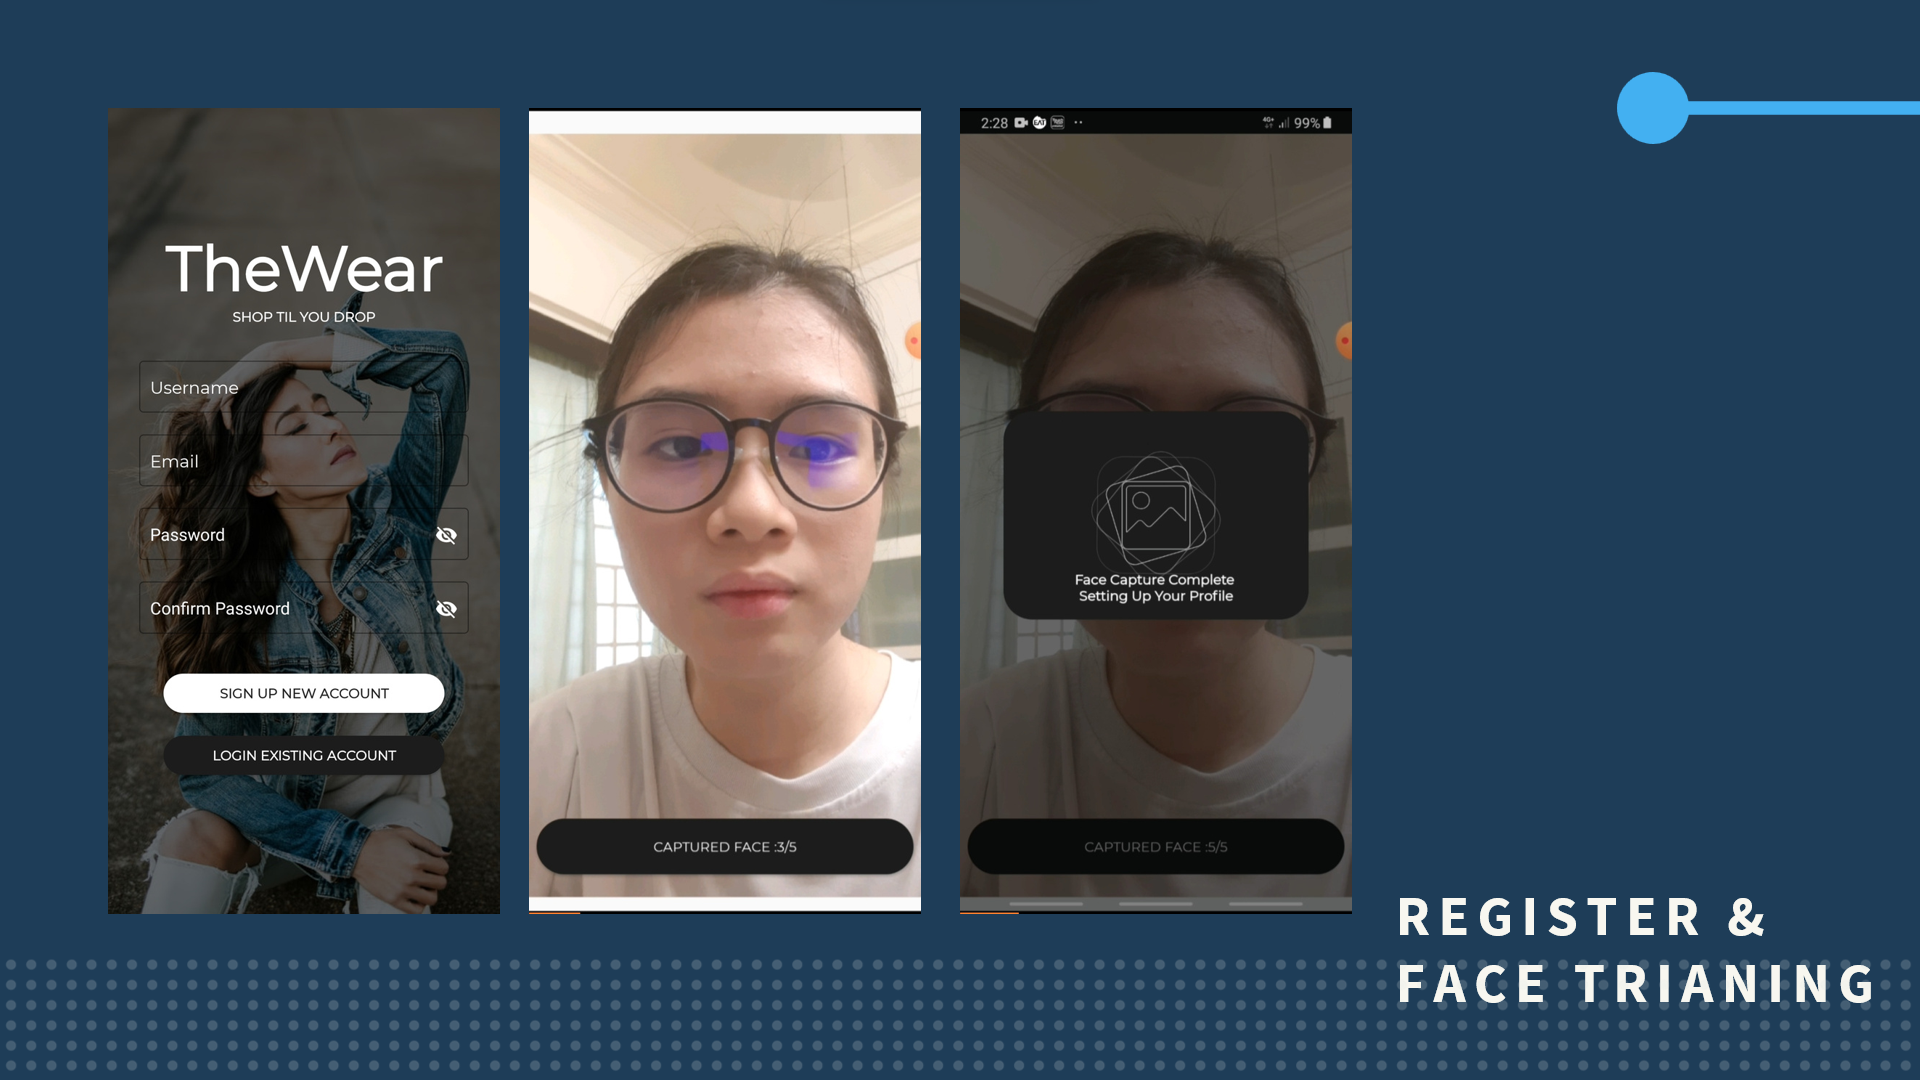 TheWear
SHOP TIL YOU DROP
Username
Email
Password
Confirm Password
SIGN UP NEW ACCOUNT
LOGIN EXISTING ACCOUNT
CAPTURED FACE :3/5
2:28
EAT
4G+
99%
Face Capture Complete
Setting Up Your Profile
CAPTURED FACE :5/5
REGISTER &
FACE TRIANING